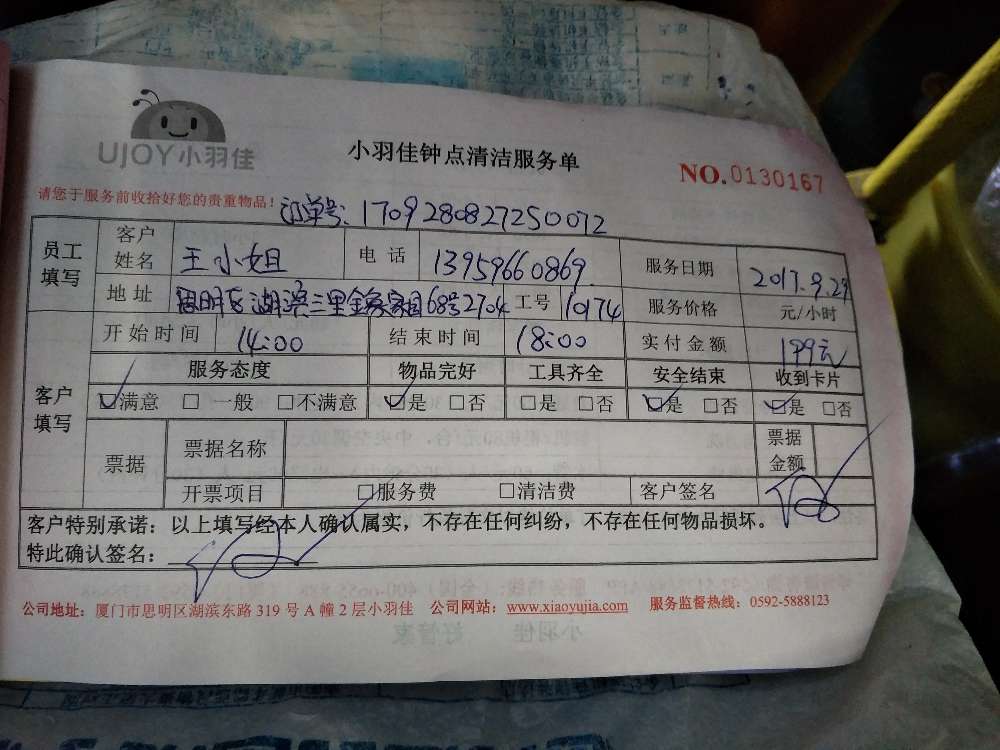 UJOY小羽佳
小羽佳钟点清洁服务单
NO.0130167
请您于服务前收拾好您的贵重物品！ 订单号: 1709280827250072
员工填写 客户姓名 王小姐 电话 13959660869 服务日期 2017.9.29
地址 思明区湖滨三里金象家园68号2704 工号 10174 服务价格 元/小时
开始时间 14:00 结束时间 18:00 实付金额 199元
客户填写 服务态度 物品完好 工具齐全 安全结束 收到卡片
☑满意 □一般 □不满意 ☑是 □否 □是 □否 ☑是 □否 ☑是 □否
票据 票据名称 票据金额
开票项目 □服务费 □清洁费 客户签名
客户特别承诺：以上填写经本人确认属实，不存在任何纠纷，不存在任何物品损坏。
特此确认签名：
公司地址：厦门市思明区湖滨东路 319 号 A 幢 2 层小羽佳 公司网站：www.xiaoyujia.com 服务监督热线：0592-5888123